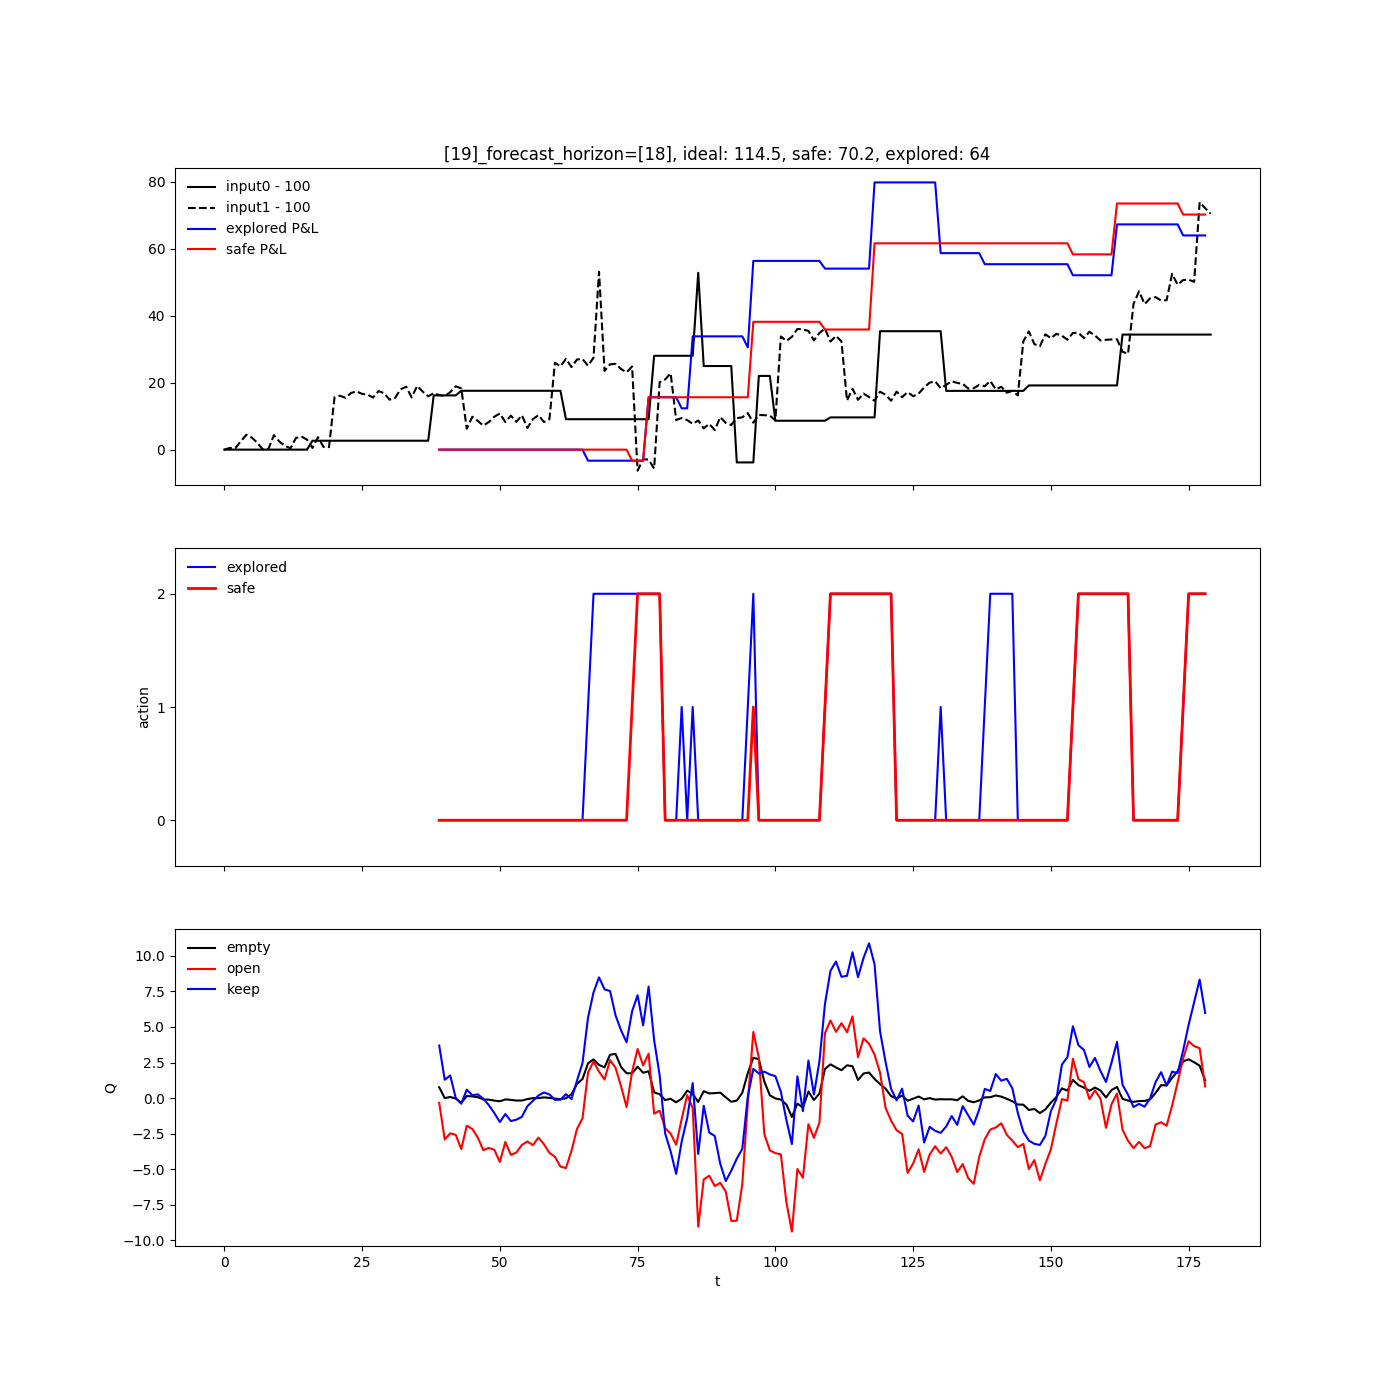 [19]_forecast_horizon=[18], ideal: 114.5, safe: 70.2, explored: 64
80
60
40
20
0
input0 - 100
input1 - 100
explored P&L
safe P&L
2
1
0
action
explored
safe
10.0
7.5
5.0
2.5
0.0
−2.5
−5.0
−7.5
−10.0
Q
empty
open
keep
0 25 50 75 100 125 150 175
t